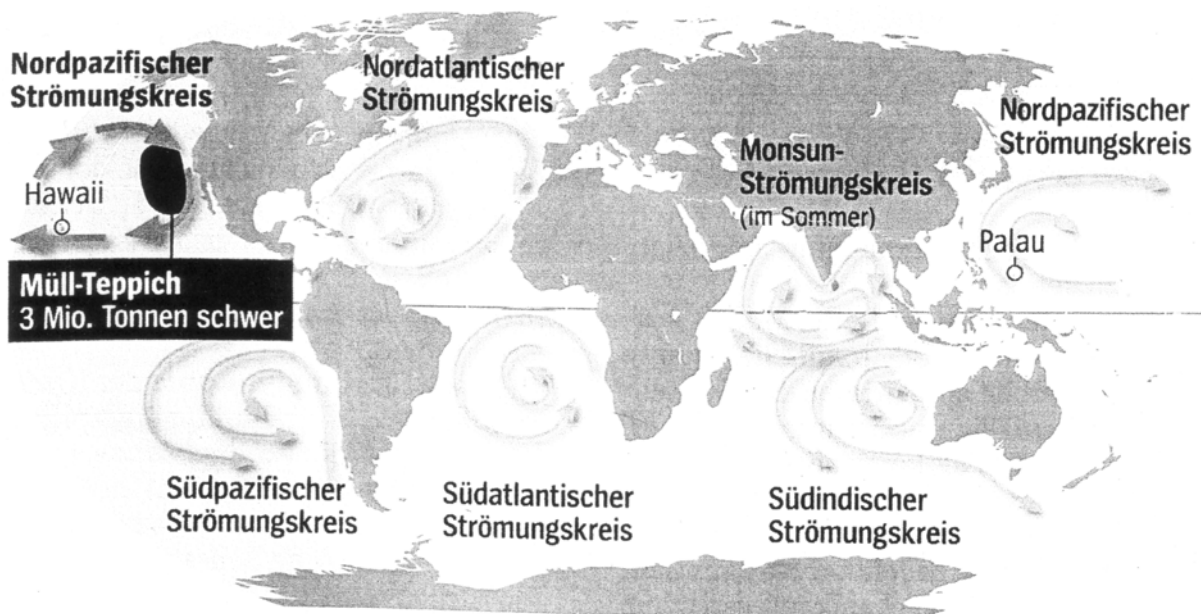 Nordpazifischer
Strömungskreis
Nordatlantischer
Strömungskreis
Nordpazifischer
Strömungskreis
Monsun-
Strömungskreis
(im Sommer)
Hawaii
Palau
Müll-Teppich
3 Mio. Tonnen schwer
Südpazifischer
Strömungskreis
Südatlantischer
Strömungskreis
Südindischer
Strömungskreis